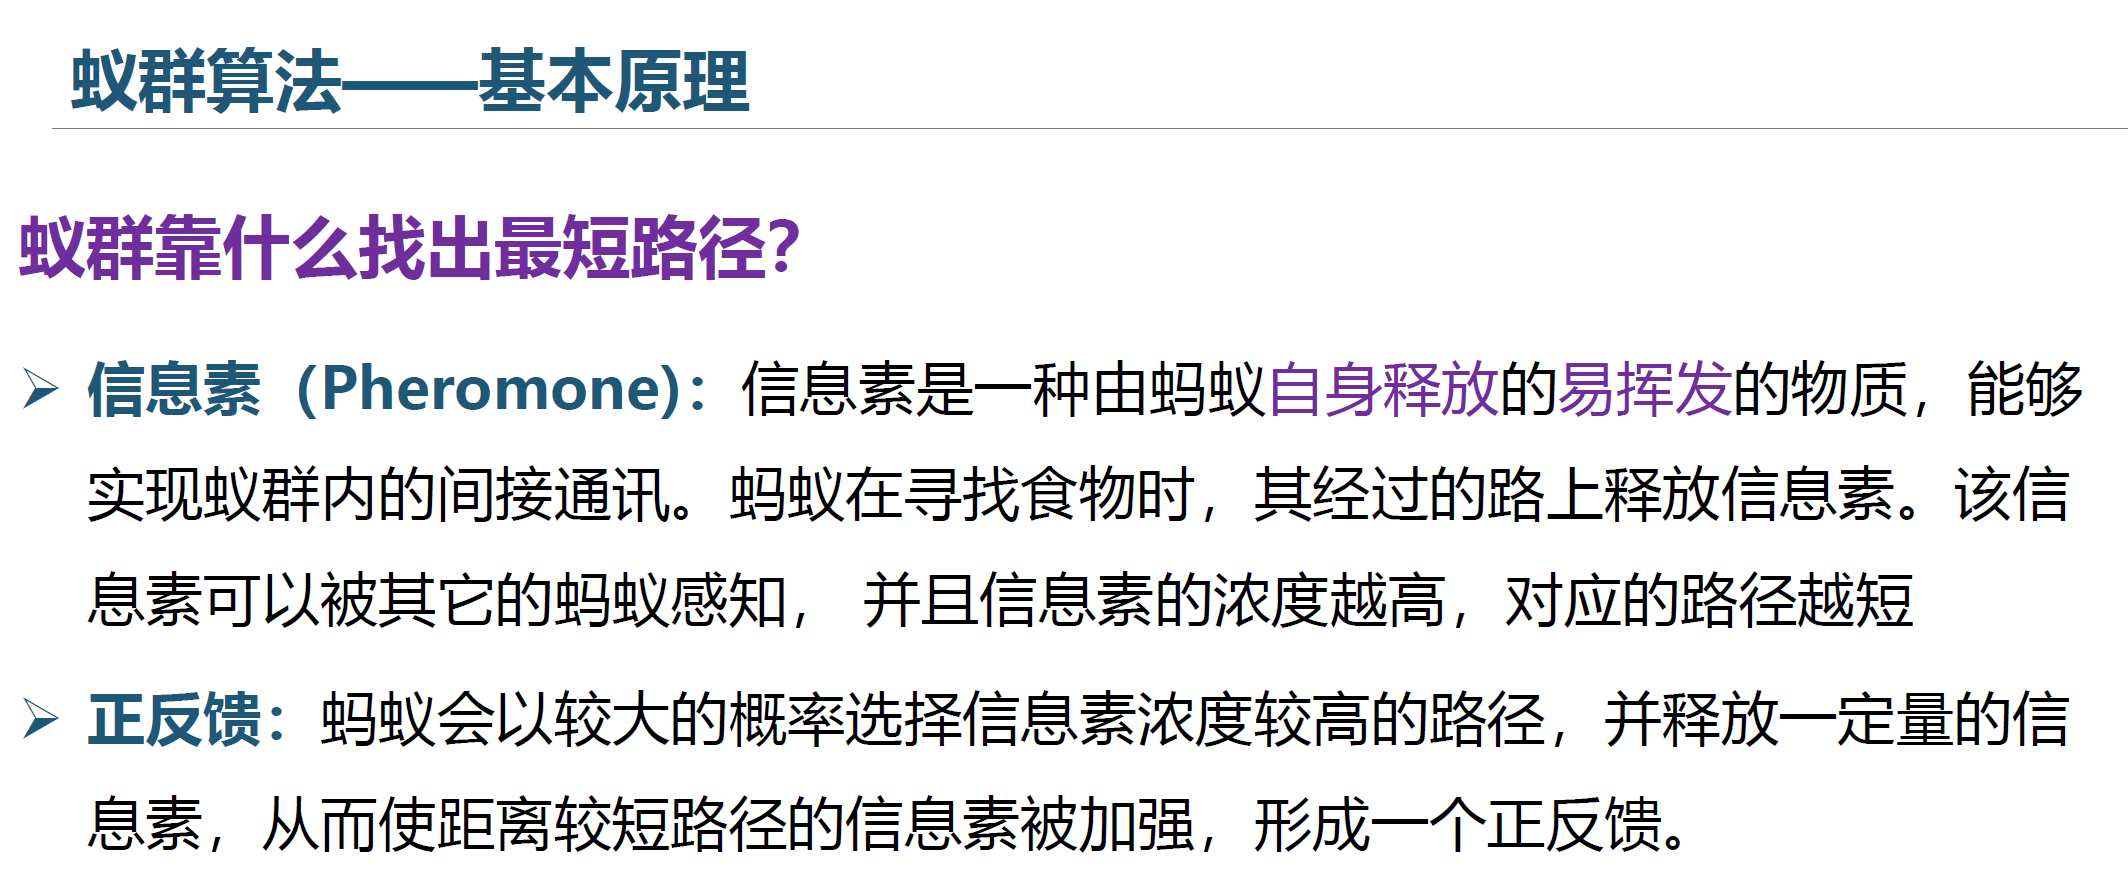 蚁群算法——基本原理
蚁群靠什么找出最短路径？
➢ 信息素（Pheromone）：信息素是一种由蚂蚁自身释放的易挥发的物质，能够
实现蚁群内的间接通讯。蚂蚁在寻找食物时，其经过的路上释放信息素。该信
息素可以被其它的蚂蚁感知， 并且信息素的浓度越高，对应的路径越短
➢ 正反馈：蚂蚁会以较大的概率选择信息素浓度较高的路径，并释放一定量的信
息素，从而使距离较短路径的信息素被加强，形成一个正反馈。